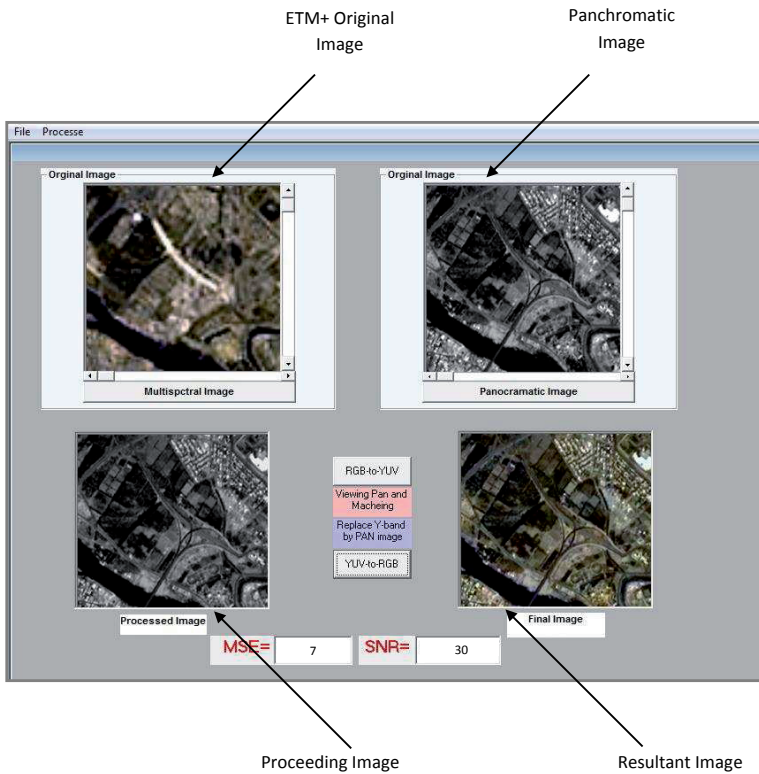 ETM+ Original
Image
Panchromatic
Image
File Processe
Orginal Image
Orginal Image
Multispctral Image
Panocramatic Image
RGB-to-YUV
Viewing Pan and
Macheing
Replace Y-band
by PAN image
YUV-to-RGB
Processed Image
Final Image
MSE= 7
SNR= 30
Proceeding Image
Resultant Image